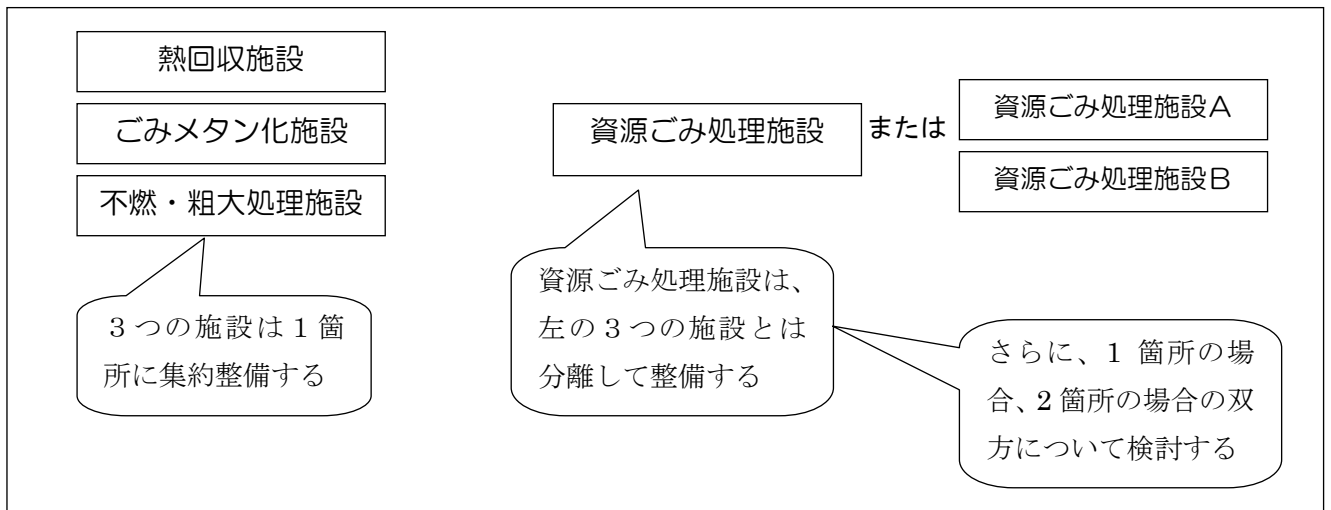 熱回収施設
ごみメタン化施設
不燃・粗大処理施設
3つの施設は1箇
所に集約整備する
資源ごみ処理施設
または
資源ごみ処理施設A
資源ごみ処理施設B
資源ごみ処理施設は、
左の3つの施設とは
分離して整備する
さらに、1 箇所の場
合、2箇所の場合の双
方について検討する